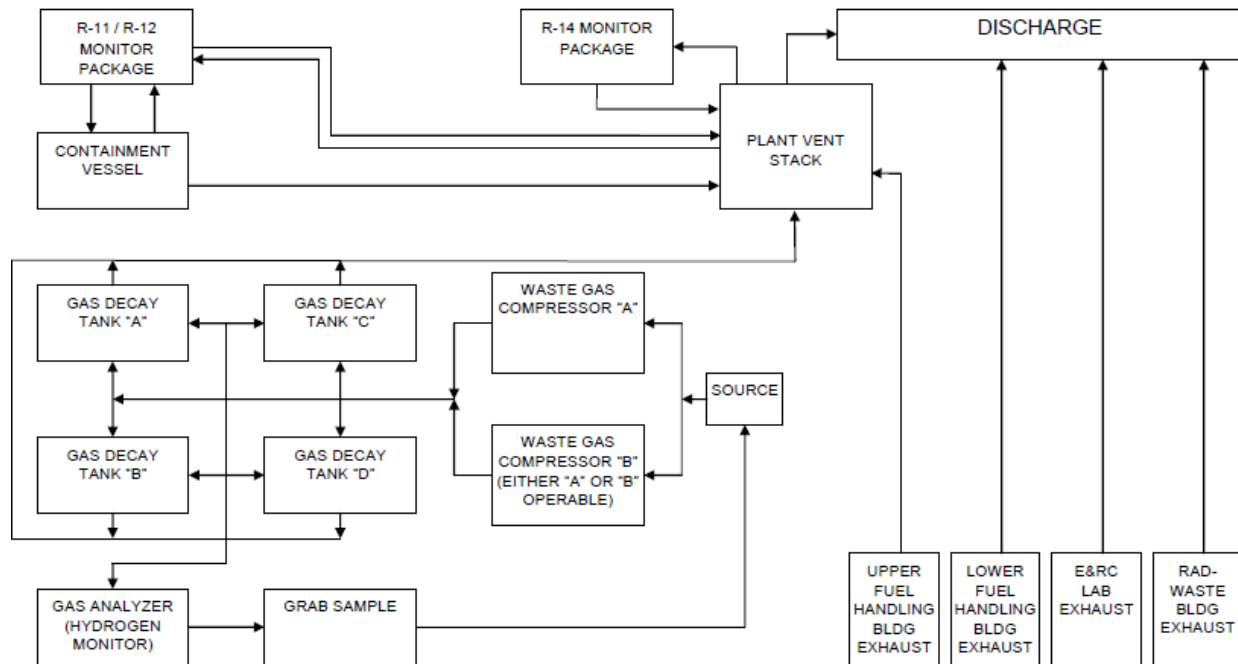 R-11 / R-12
MONITOR
PACKAGE
R-14 MONITOR
PACKAGE
DISCHARGE
CONTAINMENT
VESSEL
PLANT VENT
STACK
GAS DECAY
TANK "A"
GAS DECAY
TANK "C"
WASTE GAS
COMPRESSOR "A"
SOURCE
GAS DECAY
TANK "B"
GAS DECAY
TANK "D"
WASTE GAS
COMPRESSOR "B"
(EITHER "A" OR "B"
OPERABLE)
GAS ANALYZER
(HYDROGEN
MONITOR)
GRAB SAMPLE
UPPER
FUEL
HANDLING
BLDG
EXHAUST
LOWER
FUEL
HANDLING
BLDG
EXHAUST
E&RC
LAB
EXHAUST
RAD-
WASTE
BLDG
EXHAUST